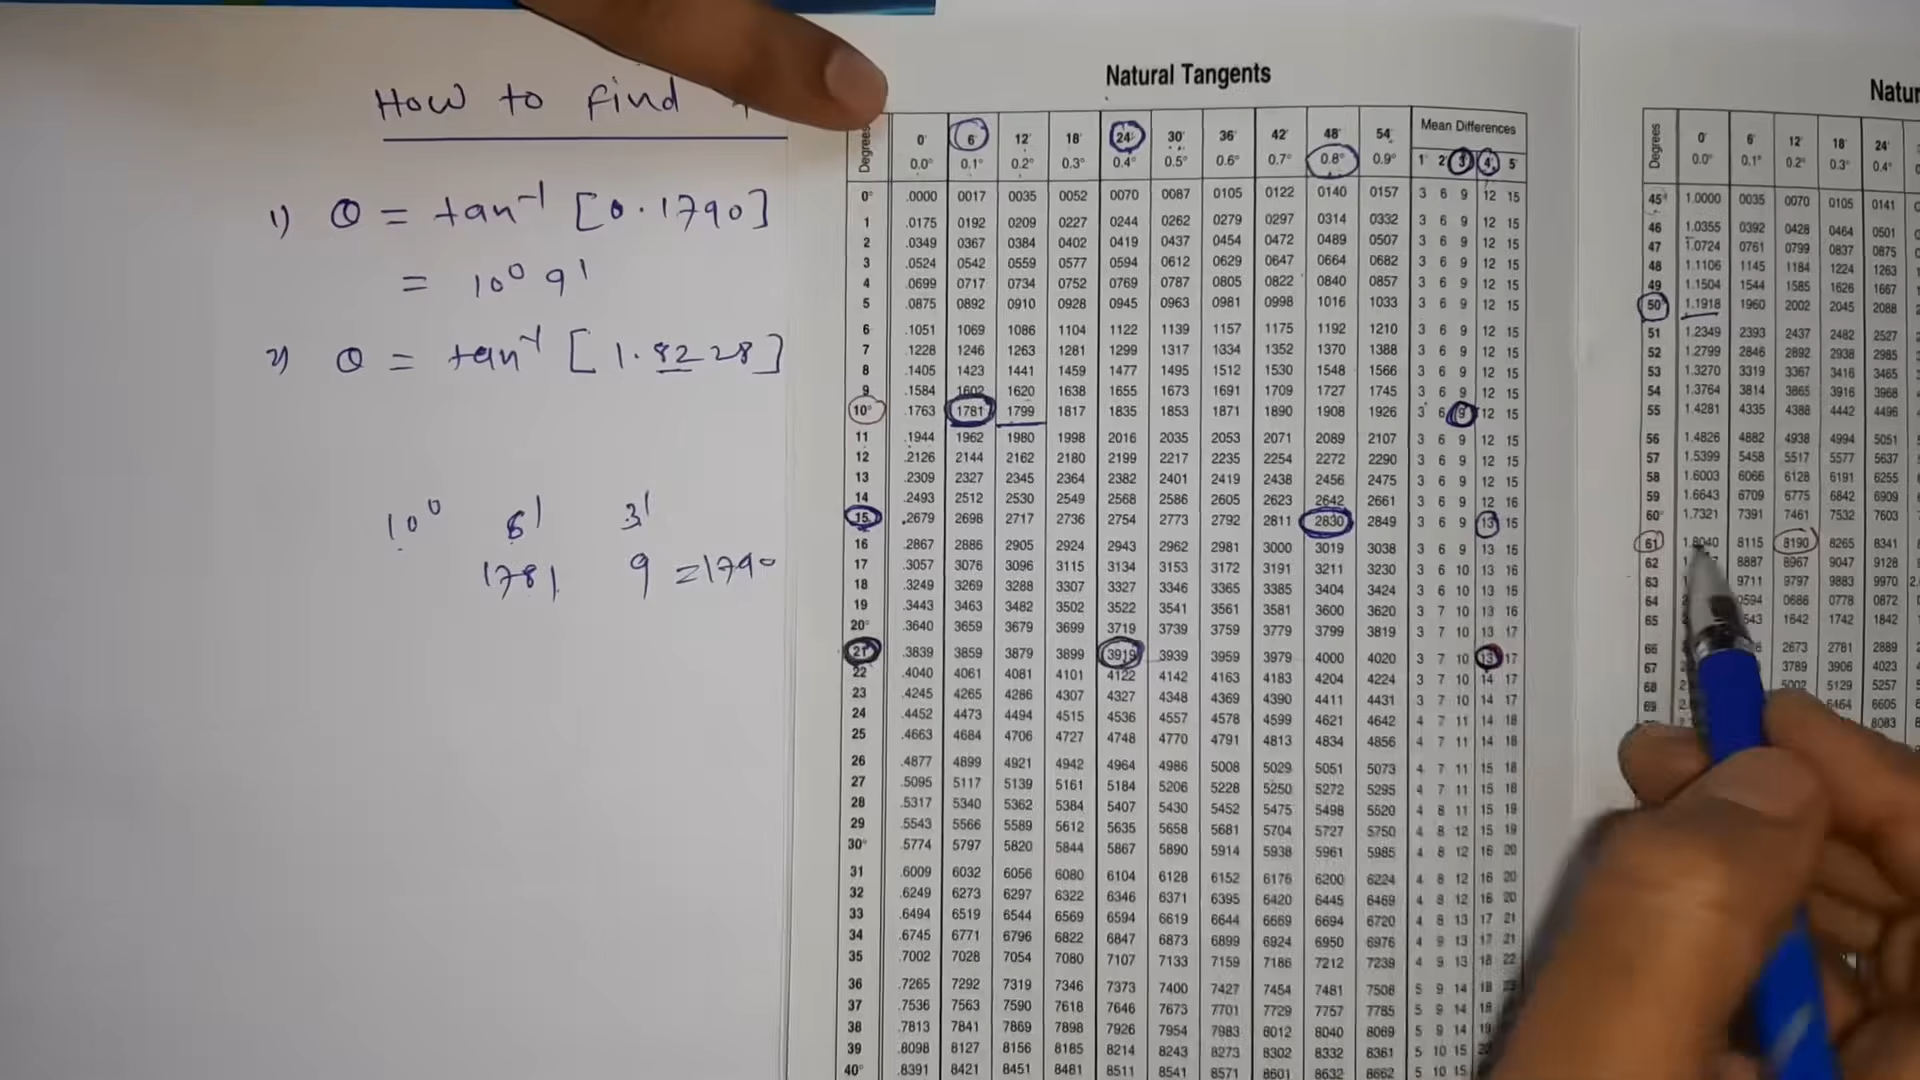 How to find
1) θ = tan⁻¹ [0.1790]
= 10° 9'
2) θ = tan⁻¹ [1.8228]
10° 6' 3'
1781 9 = 1790
Natural Tangents
Degrees 0' 6' 12' 18' 24' 30' 36' 42' 48' 54' Mean Differences
0.0° 0.1° 0.2° 0.3° 0.4° 0.5° 0.6° 0.7° 0.8° 0.9° 1 2 3 4 5
0° .0000 0017 0035 0052 0070 0087 0105 0122 0140 0157 3 6 9 12 15
1 .0175 0192 0209 0227 0244 0262 0279 0297 0314 0332 3 6 9 12 15
2 .0349 0367 0384 0402 0419 0437 0454 0472 0489 0507 3 6 9 12 15
3 .0524 0542 0559 0577 0594 0612 0629 0647 0664 0682 3 6 9 12 15
4 .0699 0717 0734 0752 0769 0787 0805 0822 0840 0857 3 6 9 12 15
5 .0875 0892 0910 0928 0945 0963 0981 0998 1016 1033 3 6 9 12 15
6 .1051 1069 1086 1104 1122 1139 1157 1175 1192 1210 3 6 9 12 15
7 .1228 1246 1263 1281 1299 1317 1334 1352 1370 1388 3 6 9 12 15
8 .1405 1423 1441 1459 1477 1495 1512 1530 1548 1566 3 6 9 12 15
9 .1584 1602 1620 1638 1655 1673 1691 1709 1727 1745 3 6 9 12 15
10° .1763 1781 1799 1817 1835 1853 1871 1890 1908 1926 3 6 9 12 15
11 .1944 1962 1980 1998 2016 2035 2053 2071 2089 2107 3 6 9 12 15
12 .2126 2144 2162 2180 2199 2217 2235 2254 2272 2290 3 6 9 12 15
13 .2309 2327 2345 2364 2382 2401 2419 2438 2456 2475 3 6 9 12 15
14 .2493 2512 2530 2549 2568 2586 2605 2623 2642 2661 3 6 9 12 16
15 .2679 2698 2717 2736 2754 2773 2792 2811 2830 2849 3 6 9 13 15
16 .2867 2886 2905 2924 2943 2962 2981 3000 3019 3038 3 6 9 13 16
17 .3057 3076 3096 3115 3134 3153 3172 3191 3211 3230 3 6 10 13 16
18 .3249 3269 3288 3307 3327 3346 3365 3385 3404 3424 3 6 10 13 15
19 .3443 3463 3482 3502 3522 3541 3561 3581 3600 3620 3 7 10 13 16
20° .3640 3659 3679 3699 3719 3739 3759 3779 3799 3819 3 7 10 13 17
21 .3839 3859 3879 3899 3919 3939 3959 3979 4000 4020 3 7 10 13 17
22 .4040 4061 4081 4101 4122 4142 4163 4183 4204 4224 3 7 10 14 17
23 .4245 4265 4286 4307 4327 4348 4369 4390 4411 4431 3 7 10 14 17
24 .4452 4473 4494 4515 4536 4557 4578 4599 4621 4642 4 7 11 14 18
25 .4663 4684 4706 4727 4748 4770 4791 4813 4834 4856 4 7 11 14 18
26 .4877 4899 4921 4942 4964 4986 5008 5029 5051 5073 4 7 11 15 18
27 .5095 5117 5139 5161 5184 5206 5228 5250 5272 5295 4 7 11 15 18
28 .5317 5340 5362 5384 5407 5430 5452 5475 5498 5520 4 8 11 15 19
29 .5543 5566 5589 5612 5635 5658 5681 5704 5727 5750 4 8 12 15 19
30° .5774 5797 5820 5844 5867 5890 5914 5938 5961 5985 4 8 12 16 20
31 .6009 6032 6056 6080 6104 6128 6152 6176 6200 6224 4 8 12 16 20
32 .6249 6273 6297 6322 6346 6371 6395 6420 6445 6469 4 8 12 16 20
33 .6494 6519 6544 6569 6594 6619 6644 6669 6694 6720 4 8 13 17 21
34 .6745 6771 6796 6822 6847 6873 6899 6924 6950 6976 4 9 13 17 21
35 .7002 7028 7054 7080 7107 7133 7159 7186 7212 7239 4 9 13 18 22
36 .7265 7292 7319 7346 7373 7400 7427 7454 7481 7508 5 9 14 18
37 .7536 7563 7590 7618 7646 7673 7701 7729 7757 7785 5 9 14 18
38 .7813 7841 7869 7898 7926 7954 7983 8012 8040 8069 5 9 14 19
39 .8098 8127 8156 8185 8214 8243 8273 8302 8332 8361 5 10 15
40° .8391 8421 8451 8481 8511 8541 8571 8601 8632 8662 5 10 15
Degrees 0' 6' 12' 18' 24'
0.0° 0.1° 0.2° 0.3° 0.4°
45° 1.0000 0035 0070 0105 0141
46 1.0355 0392 0428 0464 0501
47 1.0724 0761 0799 0837 0875
48 1.1106 1145 1184 1224 1263
49 1.1504 1544 1585 1626 1667
50° 1.1918 1960 2002 2045 2088
51 1.2349 2393 2437 2482 2527
52 1.2799 2846 2892 2938 2985
53 1.3270 3319 3367 3416 3465
54 1.3764 3814 3865 3916 3968
55 1.4281 4335 4388 4442 4496
56 1.4826 4882 4938 4994 5051
57 1.5399 5458 5517 5577 5637
58 1.6003 6066 6128 6191 6255
59 1.6643 6709 6775 6842 6909
60° 1.7321 7391 7461 7532 7603
61 1.8040 8115 8190 8265 8341
62 8887 8967 9047 9128
63 9711 9797 9883 9970
64 0594 0686 0778 0872
65 1642 1742 1842
66 2673 2781 2889
67 3789 3906 4023
68 5002 5129 5257
69 6464 6605
8083